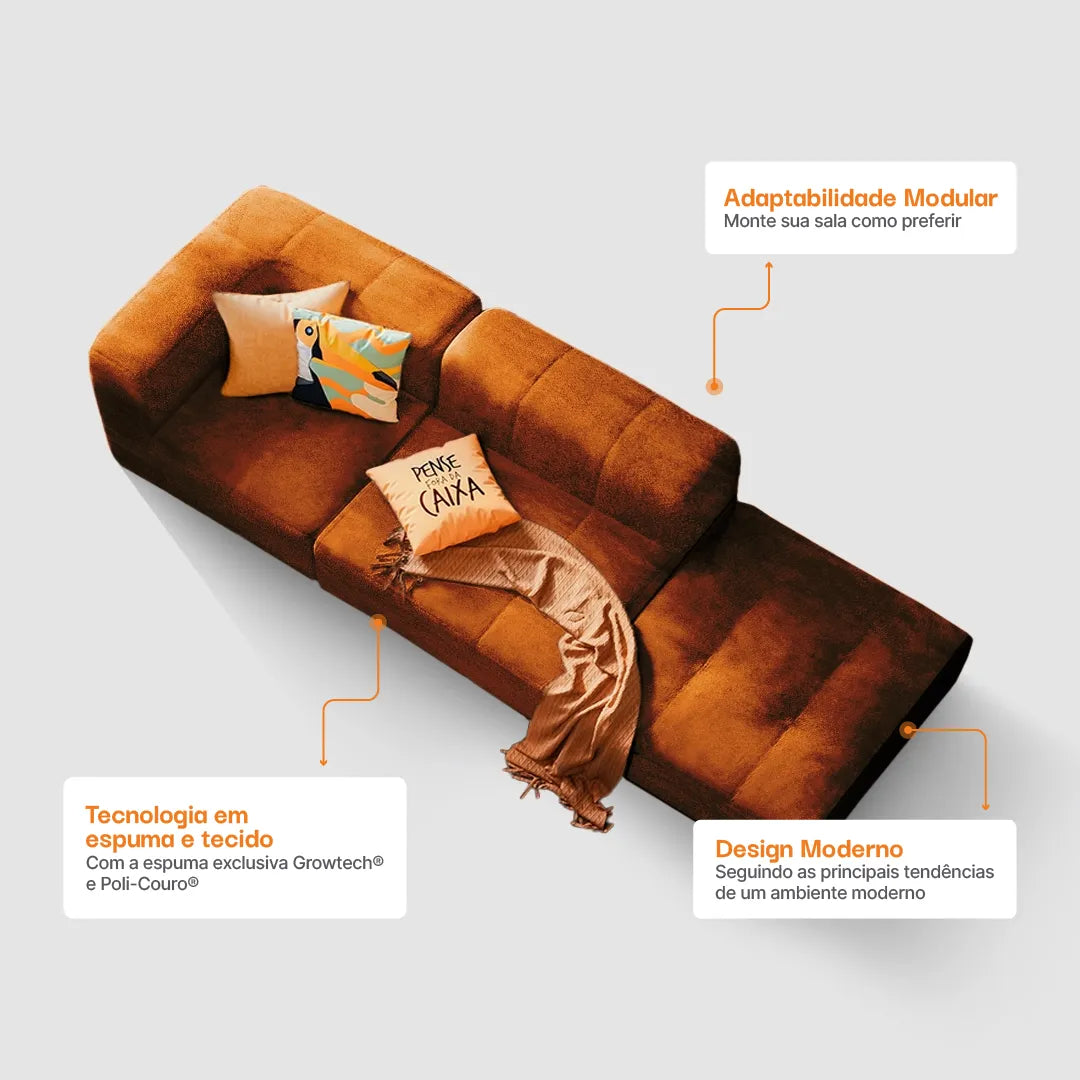 Adaptabilidade Modular
Monte sua sala como preferir
PENSE
FORA DA
CAIXA
Tecnologia em
espuma e tecido
Com a espuma exclusiva Growtech®
e Poli-Couro®
Design Moderno
Seguindo as principais tendências
de um ambiente moderno